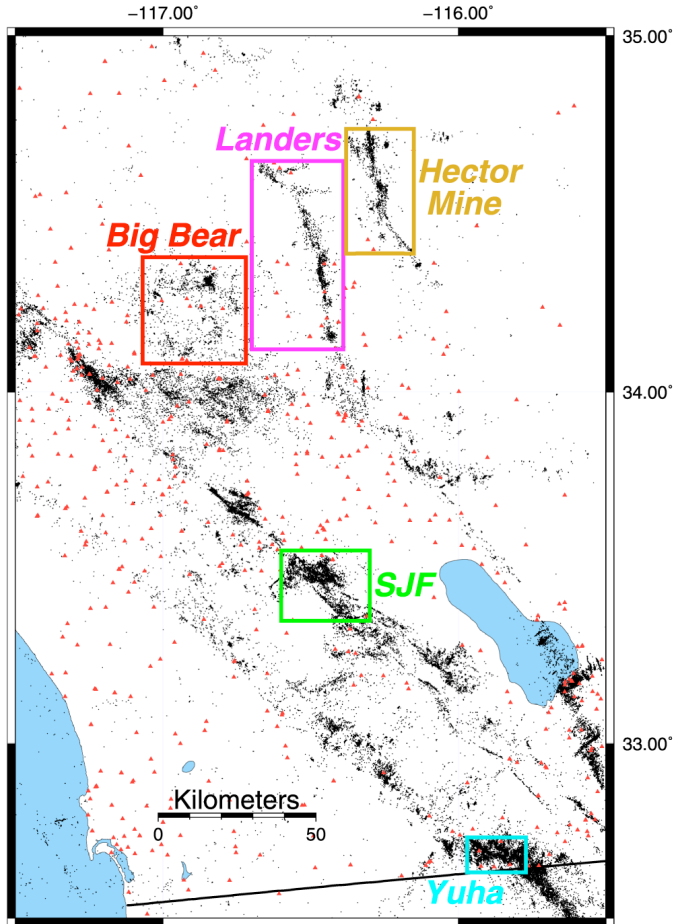 −117.00˚ −116.00˚
35.00˚
Landers
Hector
Mine
Big Bear
34.00˚
SJF
33.00˚
Kilometers
0 50
Yuha